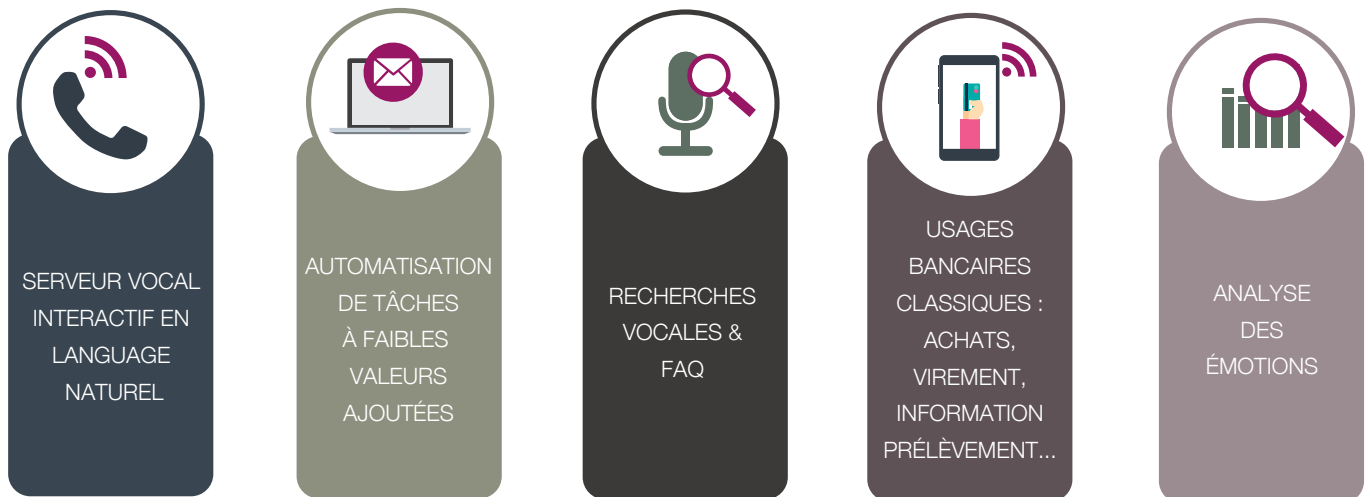 SERVEUR VOCAL
INTERACTIF EN
LANGUAGE
NATUREL
AUTOMATISATION
DE TÂCHES
À FAIBLES
VALEURS
AJOUTÉES
RECHERCHES
VOCALES &
FAQ
USAGES
BANCAIRES
CLASSIQUES :
ACHATS,
VIREMENT,
INFORMATION
PRÉLÈVEMENT...
ANALYSE
DES
ÉMOTIONS